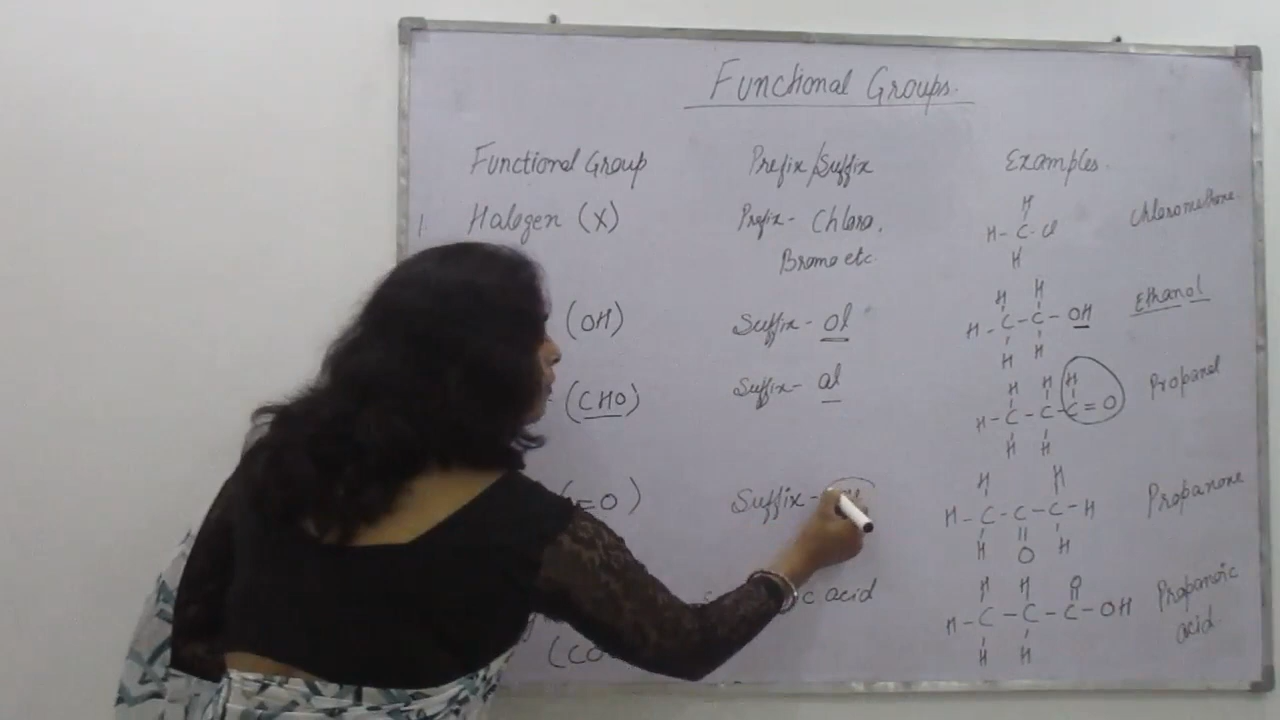 Functional Groups.
Functional Group Prefix/Suffix Examples.
1. Halogen (X) Prefix - Chloro, Chloromethane
Bromo etc.
H
H - C - Cl
H
(OH) Suffix - ol Ethanol
H H
H - C - C - OH
H H
(CHO) Suffix - al Propanal
H H H
H - C - C - C = O
H H
=O) Suffix - Propanone
H H
H - C - C - C - H
H O H
c acid Propanoic
acid
H H O
H - C - C - C - OH
H H
(CO